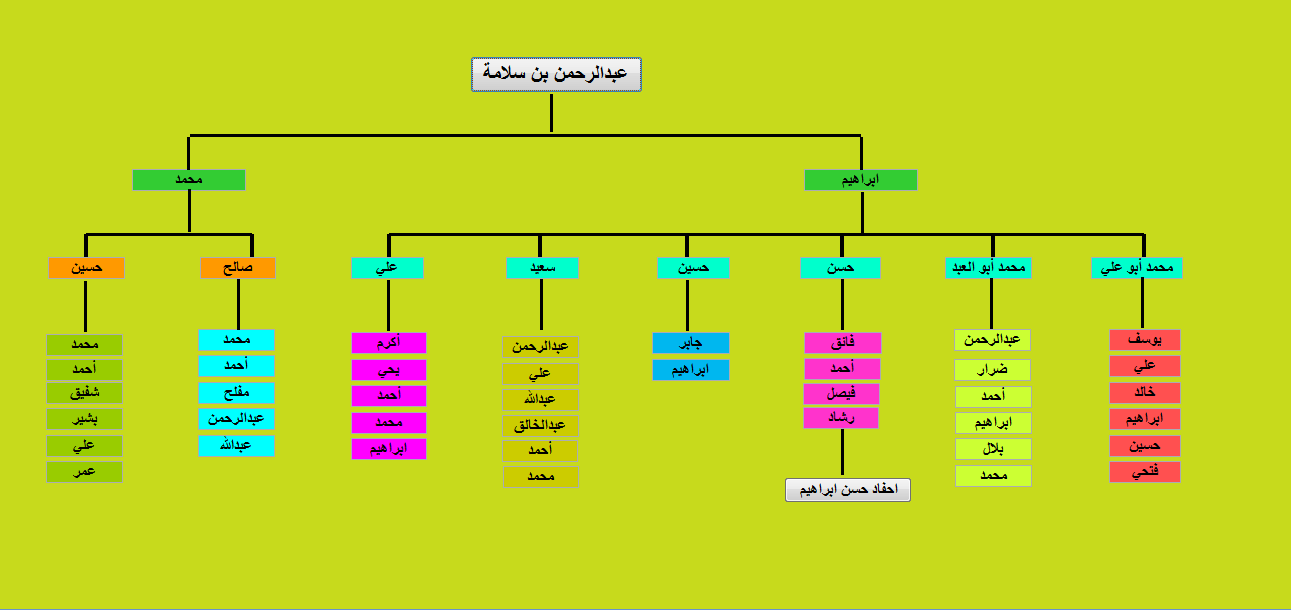 عبدالرحمن بن سلامة
ابراهيم
محمد
محمد أبو علي
محمد أبو العبد
حسن
حسين
سعيد
علي
صالح
حسين
يوسف
علي
خالد
ابراهيم
حسين
فتحي
عبدالرحمن
ضرار
أحمد
ابراهيم
بلال
محمد
فائق
أحمد
فيصل
رشاد
احفاد حسن ابراهيم
جابر
ابراهيم
عبدالرحمن
علي
عبدالله
عبدالخالق
أحمد
محمد
أكرم
يحي
أحمد
محمد
ابراهيم
محمد
أحمد
مفلح
عبدالرحمن
عبدالله
محمد
أحمد
شفيق
بشير
علي
عمر